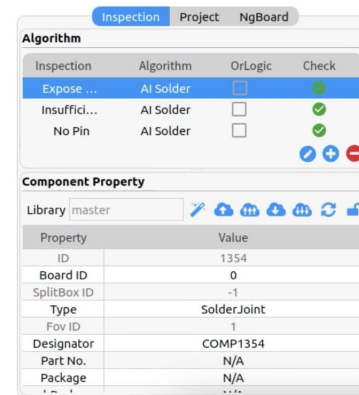 Inspection Project NgBoard
Algorithm
Inspection Algorithm OrLogic Check
Expose ... AI Solder
Insuffici... AI Solder
No Pin AI Solder
Component Property
Library master
Property Value
ID 1354
Board ID 0
SplitBox ID -1
Type SolderJoint
Fov ID 1
Designator COMP1354
Part No. N/A
Package N/A